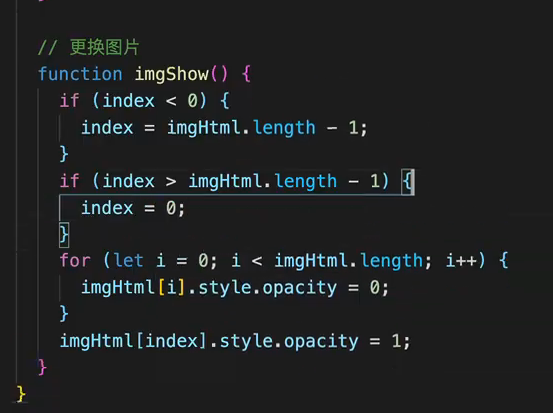 // 更换图片
function imgShow() {
if (index < 0) {
index = imgHtml.length - 1;
}
if (index > imgHtml.length - 1) {
index = 0;
}
for (let i = 0; i < imgHtml.length; i++) {
imgHtml[i].style.opacity = 0;
}
imgHtml[index].style.opacity = 1;
}
}